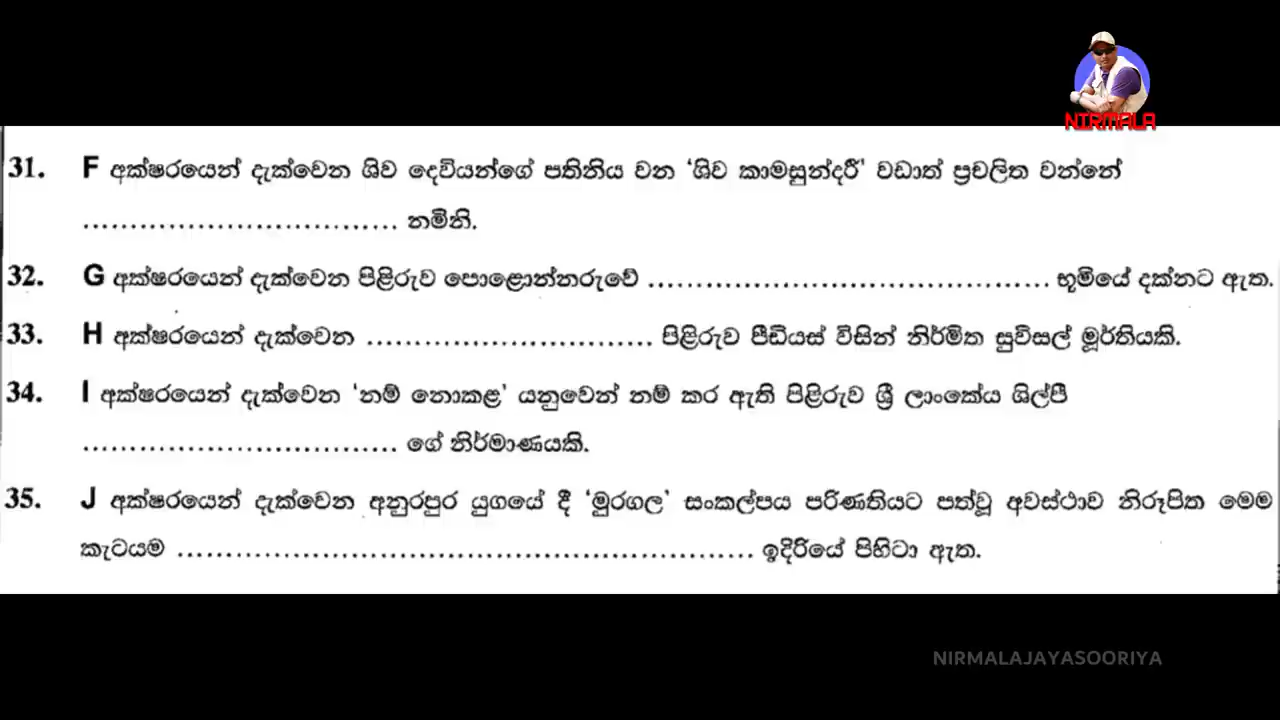 NIRMALA
31. F අක්ෂරයෙන් දැක්වෙන ශිව දෙවියන්ගේ පතිනිය වන 'ශිව කාමසුන්දරී' වඩාත් ප්‍රචලිත වන්නේ
................................. නමිනි.
32. G අක්ෂරයෙන් දැක්වෙන පිළිරුව පොළොන්නරුවේ .......................................... භූමියේ දක්නට ඇත.
33. H අක්ෂරයෙන් දැක්වෙන .............................. පිළිරුව පීඩියස් විසින් නිර්මිත සුවිසල් මූර්තියකි.
34. I අක්ෂරයෙන් දැක්වෙන 'නම් නොකළ' යනුවෙන් නම් කර ඇති පිළිරුව ශ්‍රී ලාංකේය ශිල්පී
................................. ගේ නිර්මාණයකි.
35. J අක්ෂරයෙන් දැක්වෙන අනුරපුර යුගයේ දී 'මුරගල' සංකල්පය පරිණතියට පත්වූ අවස්ථාව නිරූපිත මෙම
කැටයම ............................................................ ඉදිරියේ පිහිටා ඇත.
NIRMALAJAYASOORIYA